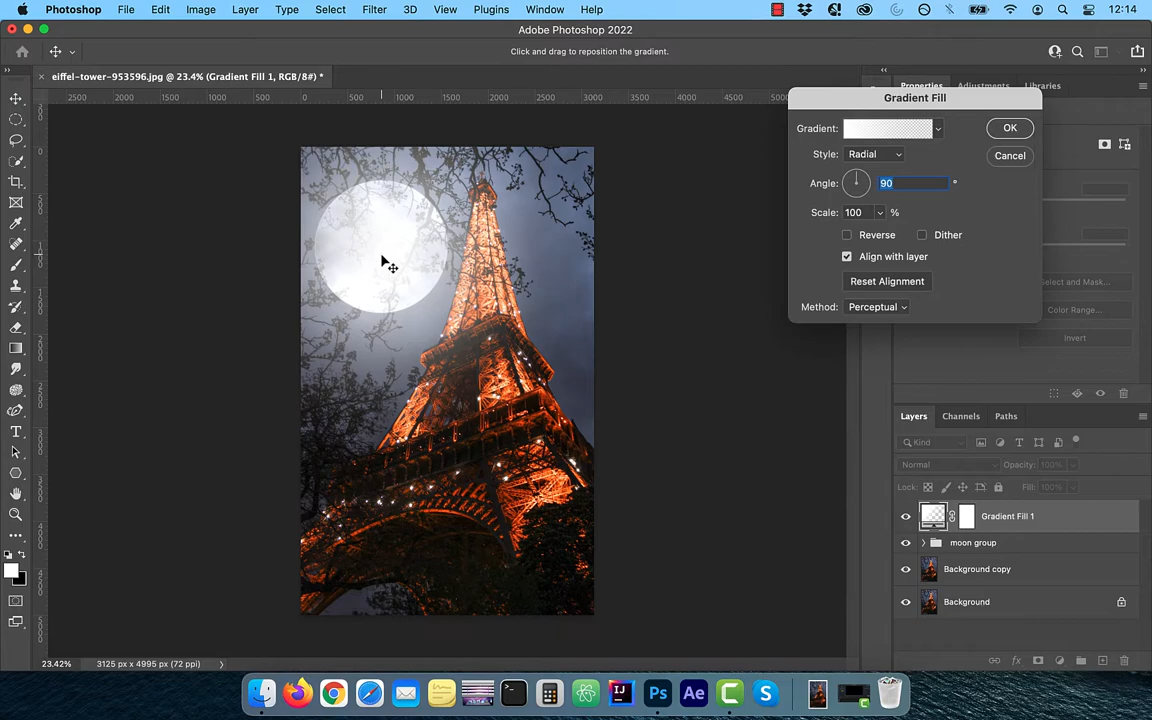 Photoshop File Edit Image Layer Type Select Filter 3D View Plugins Window Help 12:14
Adobe Photoshop 2022
Click and drag to reposition the gradient.
eiffel-tower-953596.jpg @ 23.4% (Gradient Fill 1, RGB/8#) *
Properties Adjustments Libraries
2500 2000 1500 1000 500 0 500 1000 1500 2000 2500 3000 3500 4000 4500 5000
Gradient Fill
Gradient:
OK
Style: Radial
Cancel
Angle: 90 °
Scale: 100 %
Reverse Dither
Align with layer
Reset Alignment
Method: Perceptual
Select and Mask...
Color Range...
Invert
Layers Channels Paths
Kind
Normal Opacity: 100%
Lock: Fill: 100%
Gradient Fill 1
moon group
Background copy
Background
23.42% 3125 px x 4995 px (72 ppi)
Ps Ae